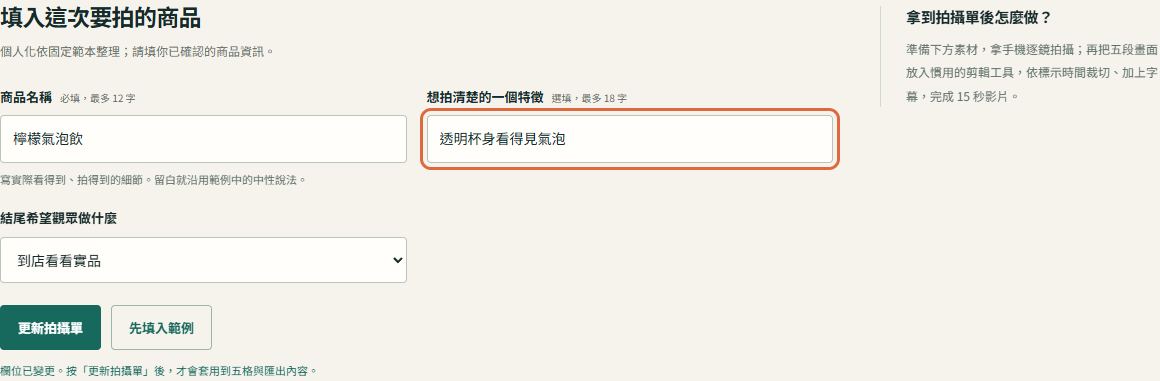 填入這次要拍的商品
個人化依固定範本整理；請填你已確認的商品資訊。
商品名稱 必填，最多 12 字
檸檬氣泡飲
寫實際看得到、拍得到的細節。留白就沿用範例中的中性說法。
想拍清楚的一個特徵 選填，最多 18 字
透明杯身看得見氣泡
結尾希望觀眾做什麼
到店看看實品
更新拍攝單
先填入範例
欄位已變更。按「更新拍攝單」後，才會套用到五格與匯出內容。
拿到拍攝單後怎麼做？
準備下方素材，拿手機逐鏡拍攝；再把五段畫面
放入慣用的剪輯工具，依標示時間裁切、加上字
幕，完成 15 秒影片。